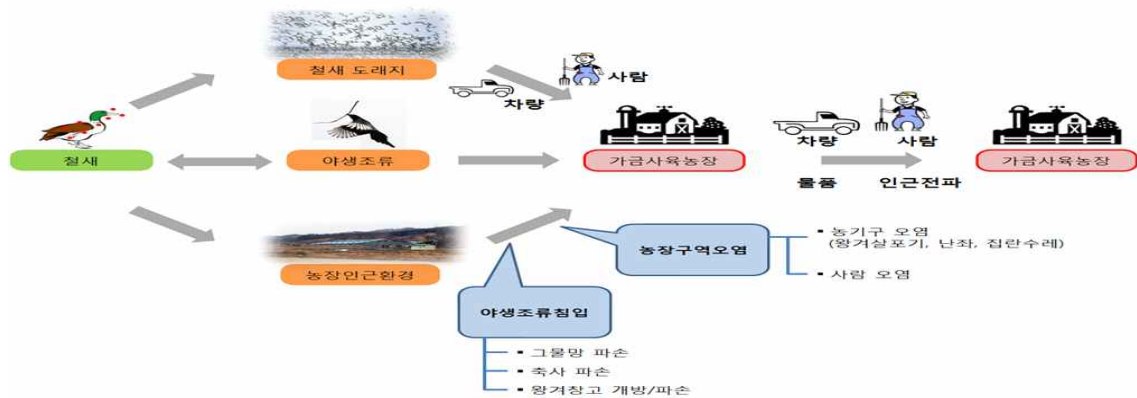 철새 도래지
사람
차량
철새
야생조류
가금사육농장
차량
사람
가금사육농장
물품
인근전파
농장인근환경
농장구역오염
▪ 농기구 오염
(왕겨살포기, 난좌, 집란수레)
▪ 사람 오염
야생조류침입
▪ 그물망 파손
▪ 축사 파손
▪ 왕겨창고 개방/파손